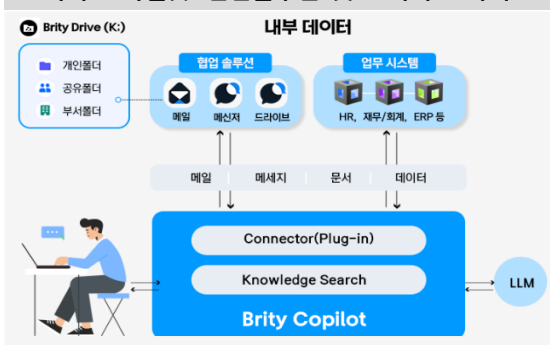 Brity Drive (K:)
내부 데이터
개인폴더
공유폴더
부서폴더
협업 솔루션
메일
메신저
드라이브
업무 시스템
HR, 재무/회계, ERP 등
메일
메세지
문서
데이터
Connector(Plug-in)
Knowledge Search
Brity Copilot
LLM